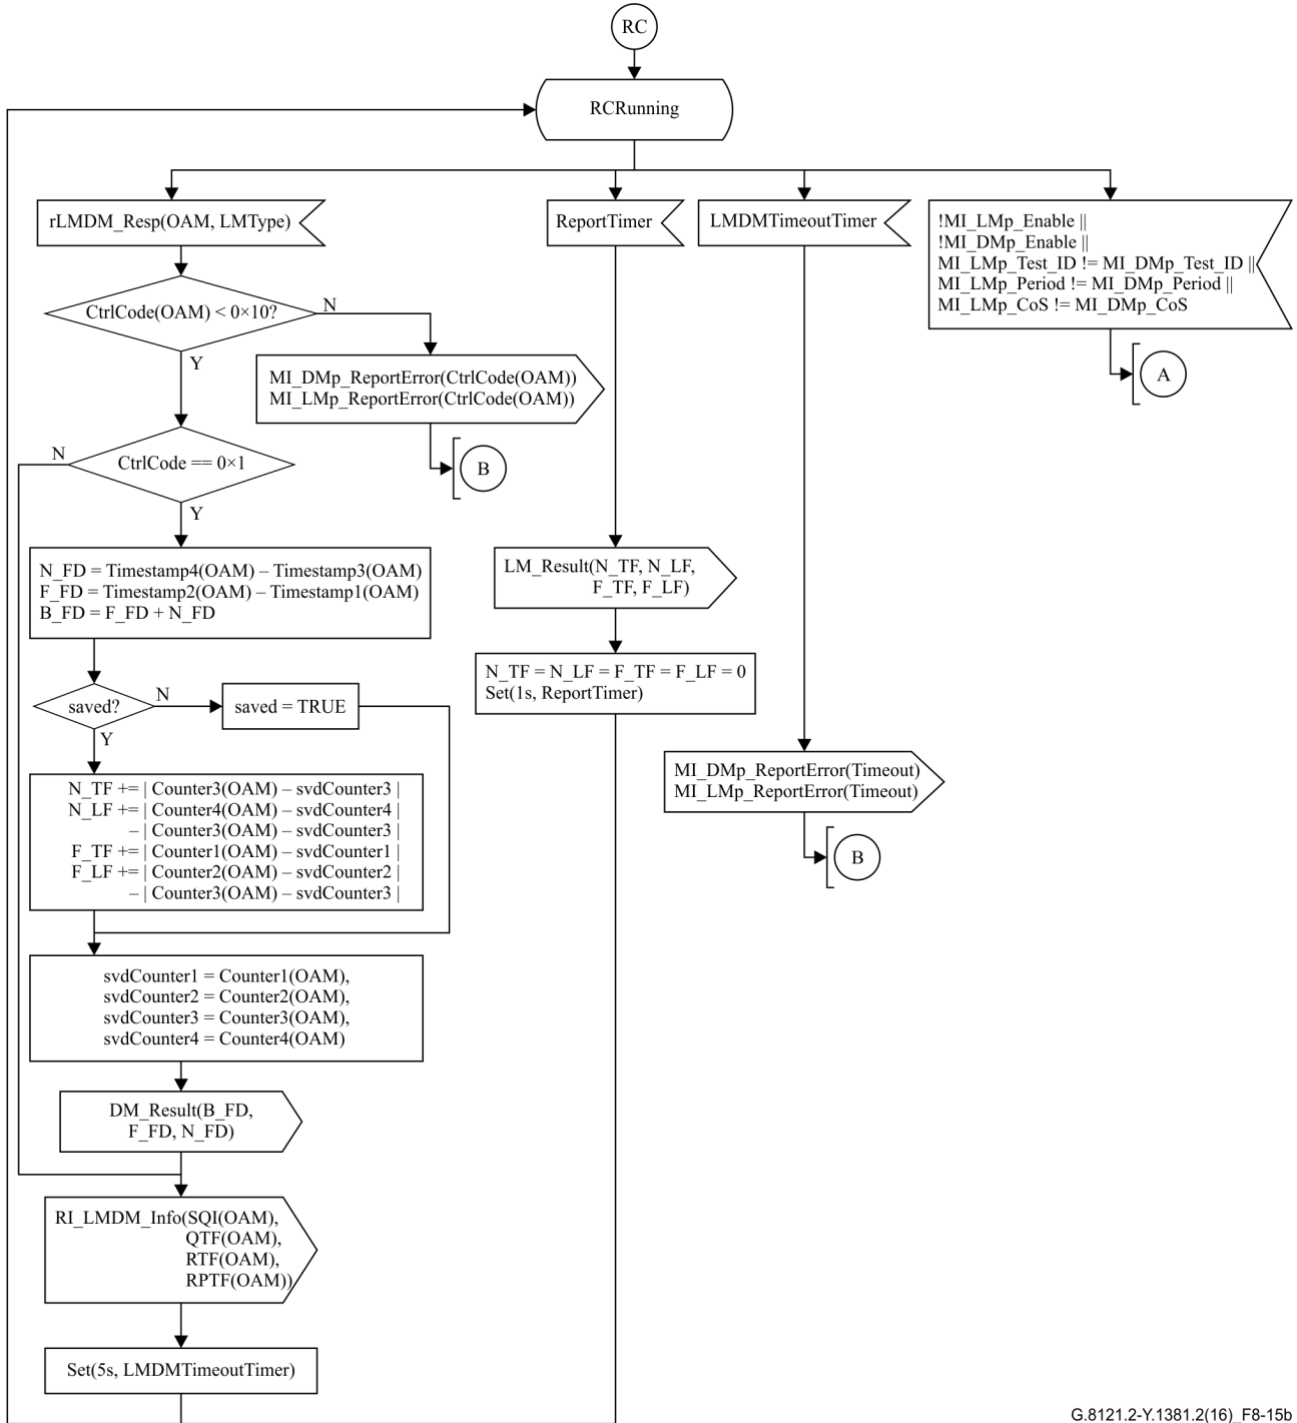 RC
RCRunning
rLMDM_Resp(OAM, LMType)
ReportTimer
LMDMTimeoutTimer
!MI_LMp_Enable ||
!MI_DMp_Enable ||
MI_LMp_Test_ID != MI_DMp_Test_ID ||
MI_LMp_Period != MI_DMp_Period ||
MI_LMp_CoS != MI_DMp_CoS
A
CtrlCode(OAM) < 0×10?
N
Y
MI_DMp_ReportError(CtrlCode(OAM))
MI_LMp_ReportError(CtrlCode(OAM))
B
N
CtrlCode == 0×1
Y
N_FD = Timestamp4(OAM) – Timestamp3(OAM)
F_FD = Timestamp2(OAM) – Timestamp1(OAM)
B_FD = F_FD + N_FD
LM_Result(N_TF, N_LF,
F_TF, F_LF)
N_TF = N_LF = F_TF = F_LF = 0
Set(1s, ReportTimer)
saved?
N
saved = TRUE
Y
N_TF += | Counter3(OAM) – svdCounter3 |
N_LF += | Counter4(OAM) – svdCounter4 |
– | Counter3(OAM) – svdCounter3 |
F_TF += | Counter1(OAM) – svdCounter1 |
F_LF += | Counter2(OAM) – svdCounter2 |
– | Counter3(OAM) – svdCounter3 |
MI_DMp_ReportError(Timeout)
MI_LMp_ReportError(Timeout)
B
svdCounter1 = Counter1(OAM),
svdCounter2 = Counter2(OAM),
svdCounter3 = Counter3(OAM),
svdCounter4 = Counter4(OAM)
DM_Result(B_FD,
F_FD, N_FD)
RI_LMDM_Info(SQI(OAM),
QTF(OAM),
RTF(OAM),
RPTF(OAM))
Set(5s, LMDMTimeoutTimer)
G.8121.2-Y.1381.2(16)_F8-15b